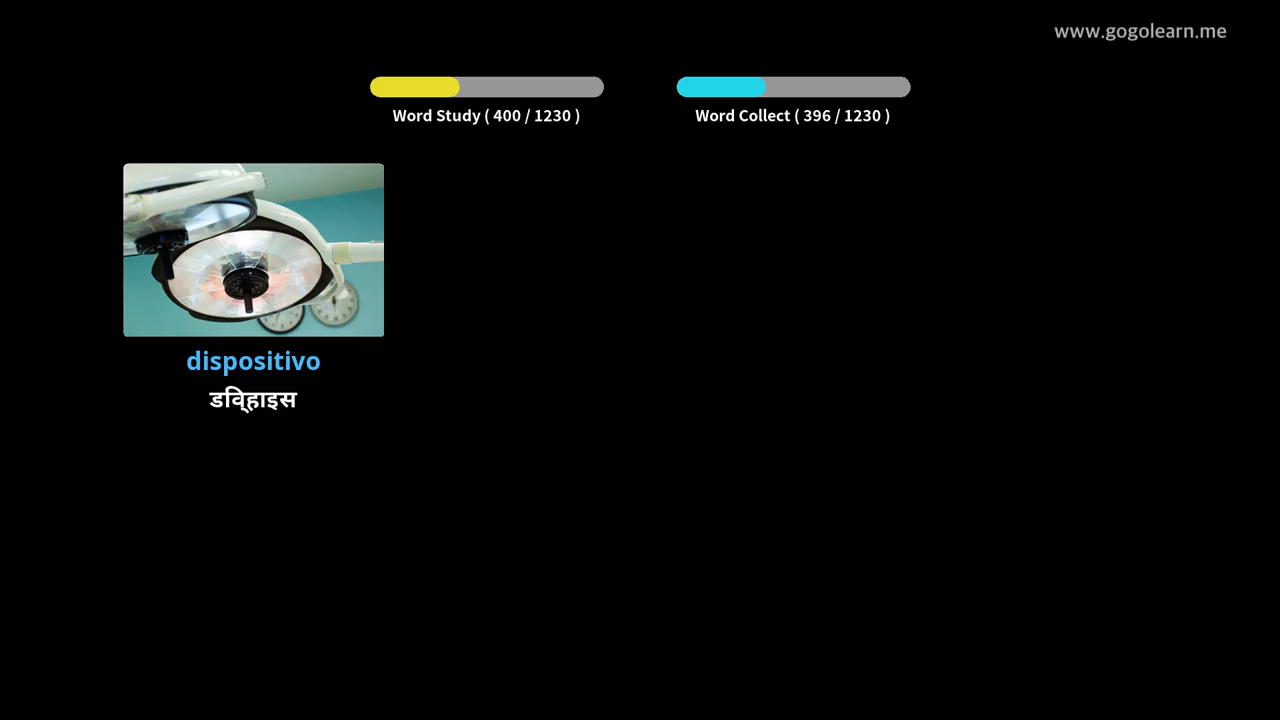 www.gogolearn.me
Word Study ( 400 / 1230 )
Word Collect ( 396 / 1230 )
dispositivo
डिव्हाइस